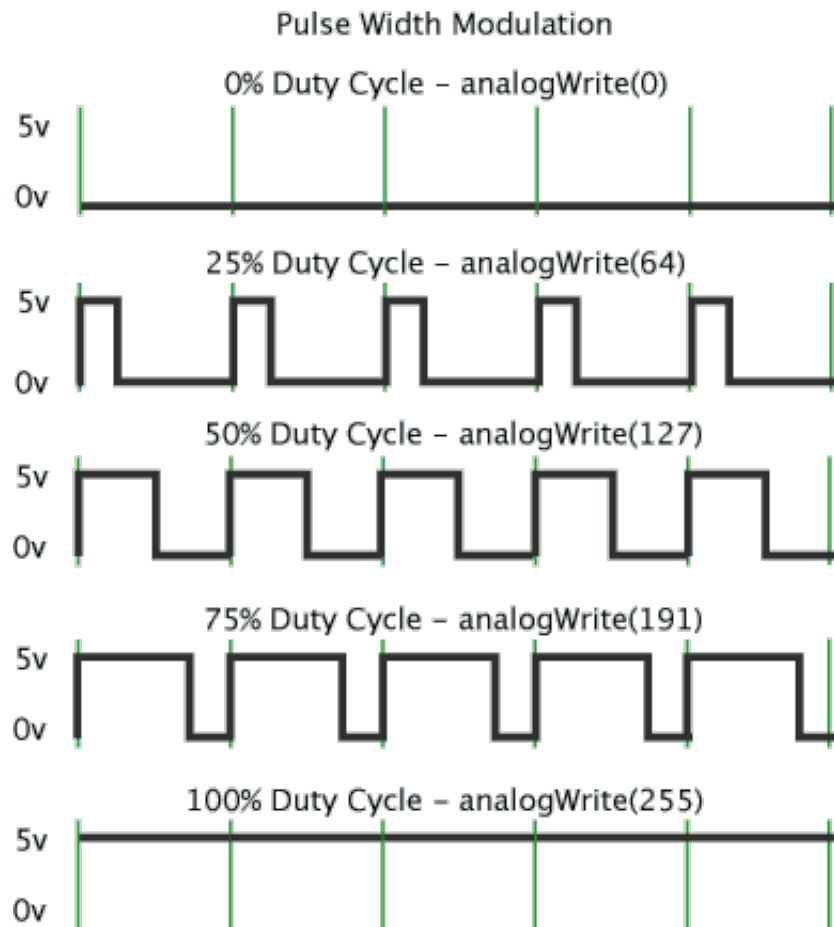 Pulse Width Modulation
0% Duty Cycle – analogWrite(0)
5v
0v
25% Duty Cycle – analogWrite(64)
5v
0v
50% Duty Cycle – analogWrite(127)
5v
0v
75% Duty Cycle – analogWrite(191)
5v
0v
100% Duty Cycle – analogWrite(255)
5v
0v